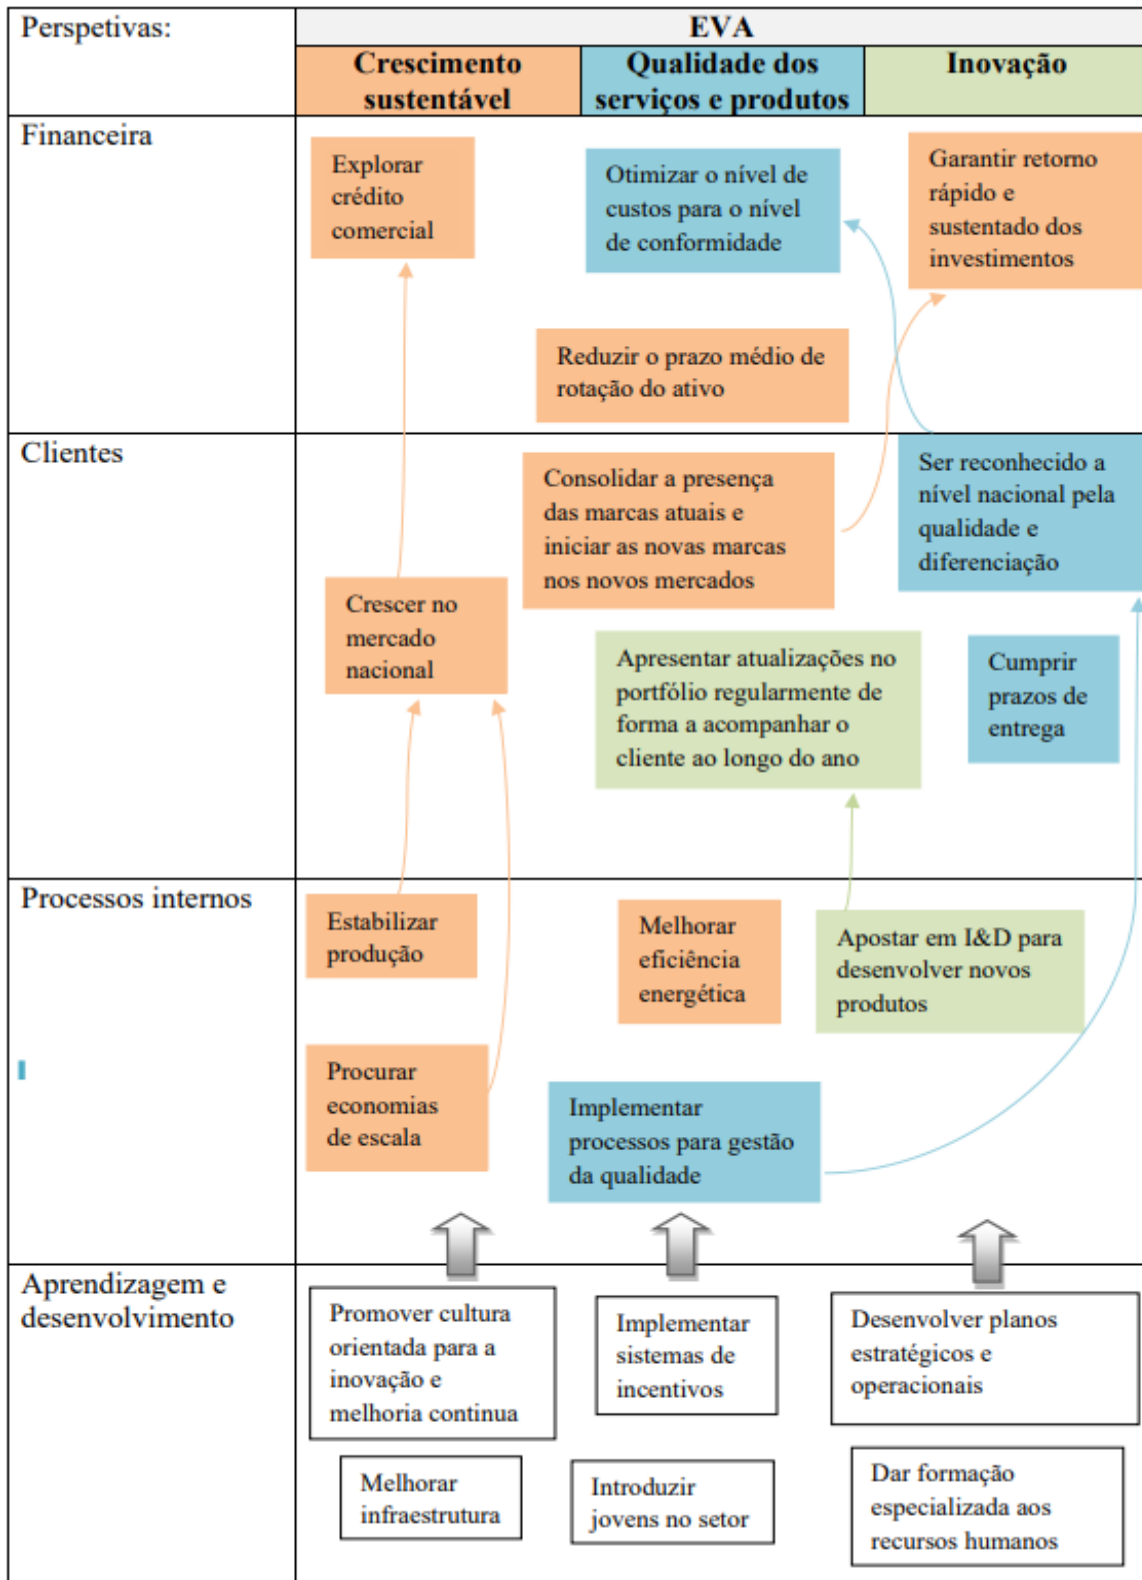 Perspetivas:
EVA
Crescimento
sustentável
Qualidade dos
serviços e produtos
Inovação
Financeira
Explorar
crédito
comercial
Otimizar o nível de
custos para o nível
de conformidade
Garantir retorno
rápido e
sustentado dos
investimentos
Reduzir o prazo médio de
rotação do ativo
Clientes
Consolidar a presença
das marcas atuais e
iniciar as novas marcas
nos novos mercados
Ser reconhecido a
nível nacional pela
qualidade e
diferenciação
Crescer no
mercado
nacional
Apresentar atualizações no
portfólio regularmente de
forma a acompanhar o
cliente ao longo do ano
Cumprir
prazos de
entrega
Processos internos
Estabilizar
produção
Melhorar
eficiência
energética
Apostar em I&D para
desenvolver novos
produtos
Procurar
economias
de escala
Implementar
processos para gestão
da qualidade
Aprendizagem e
desenvolvimento
Promover cultura
orientada para a
inovação e
melhoria continua
Implementar
sistemas de
incentivos
Desenvolver planos
estratégicos e
operacionais
Melhorar
infraestrutura
Introduzir
jovens no setor
Dar formação
especializada aos
recursos humanos